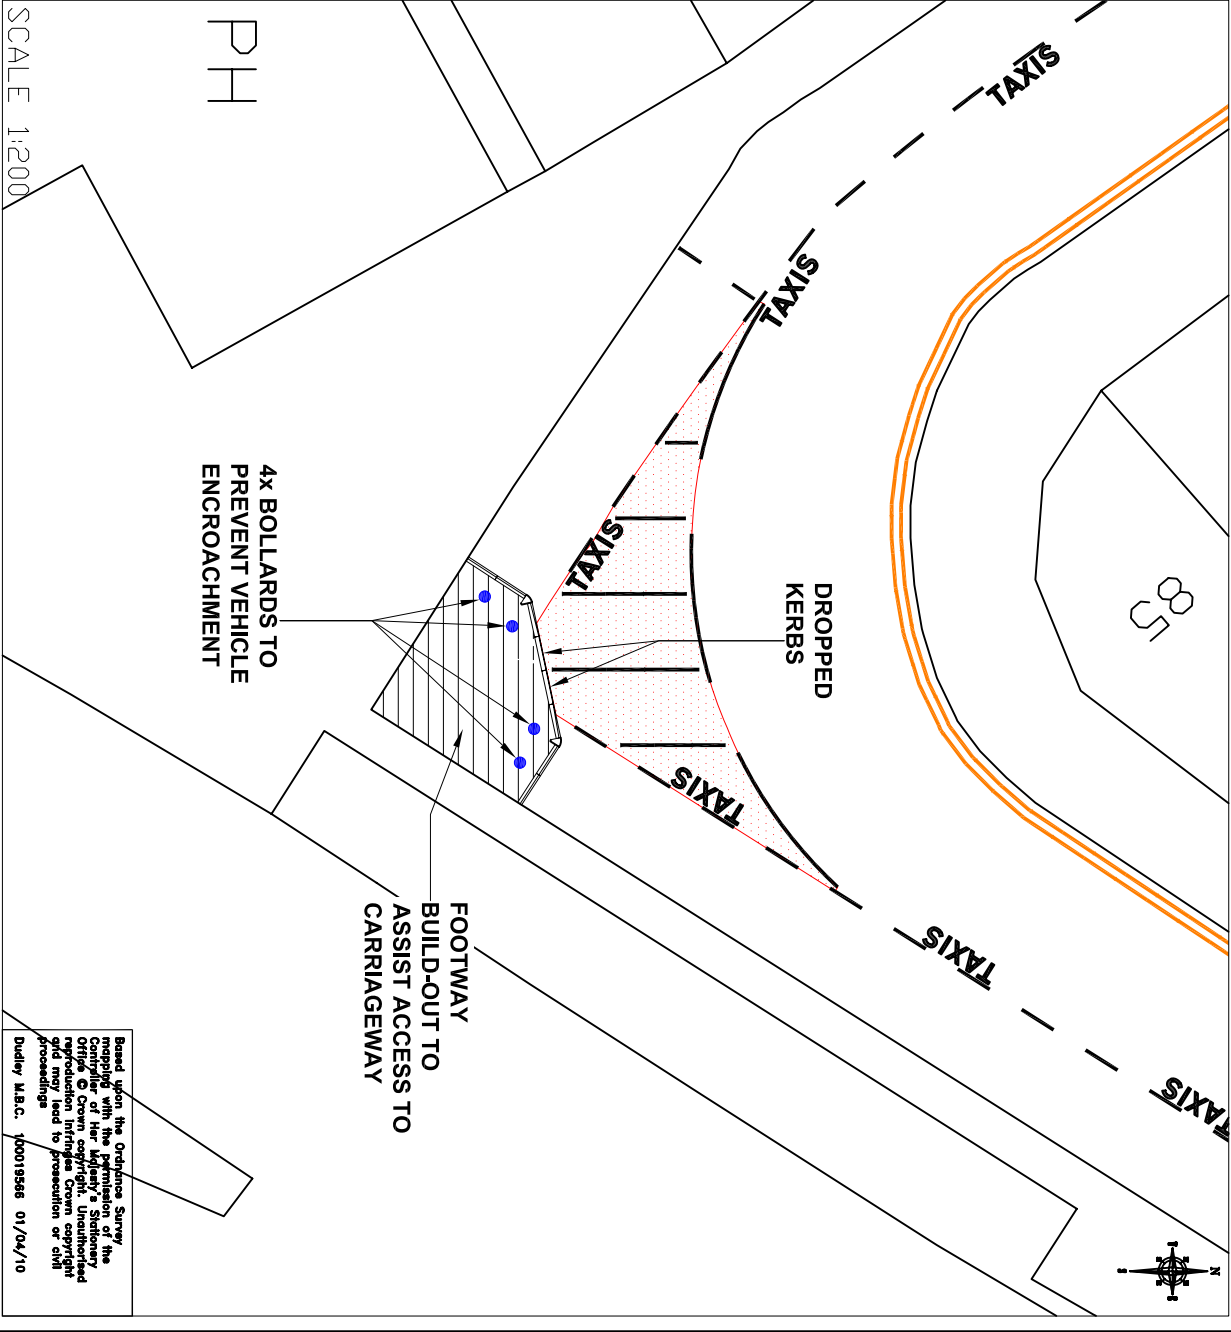 PH
SCALE 1:200
TAXIS
TAXIS
TAXIS
TAXIS
TAXIS
TAXIS
85
DROPPED
KERBS
4x BOLLARDS TO
PREVENT VEHICLE
ENCROACHMENT
FOOTWAY
BUILD-OUT TO
ASSIST ACCESS TO
CARRIAGEWAY
N
Based upon the Ordnance Survey
mapping with the permission of the
Controller of Her Majesty's Stationery
Office © Crown copyright. Unauthorised
reproduction infringes Crown copyright
and may lead to prosecution or civil
proceedings
Dudley M.B.C. 100019566 01/04/10